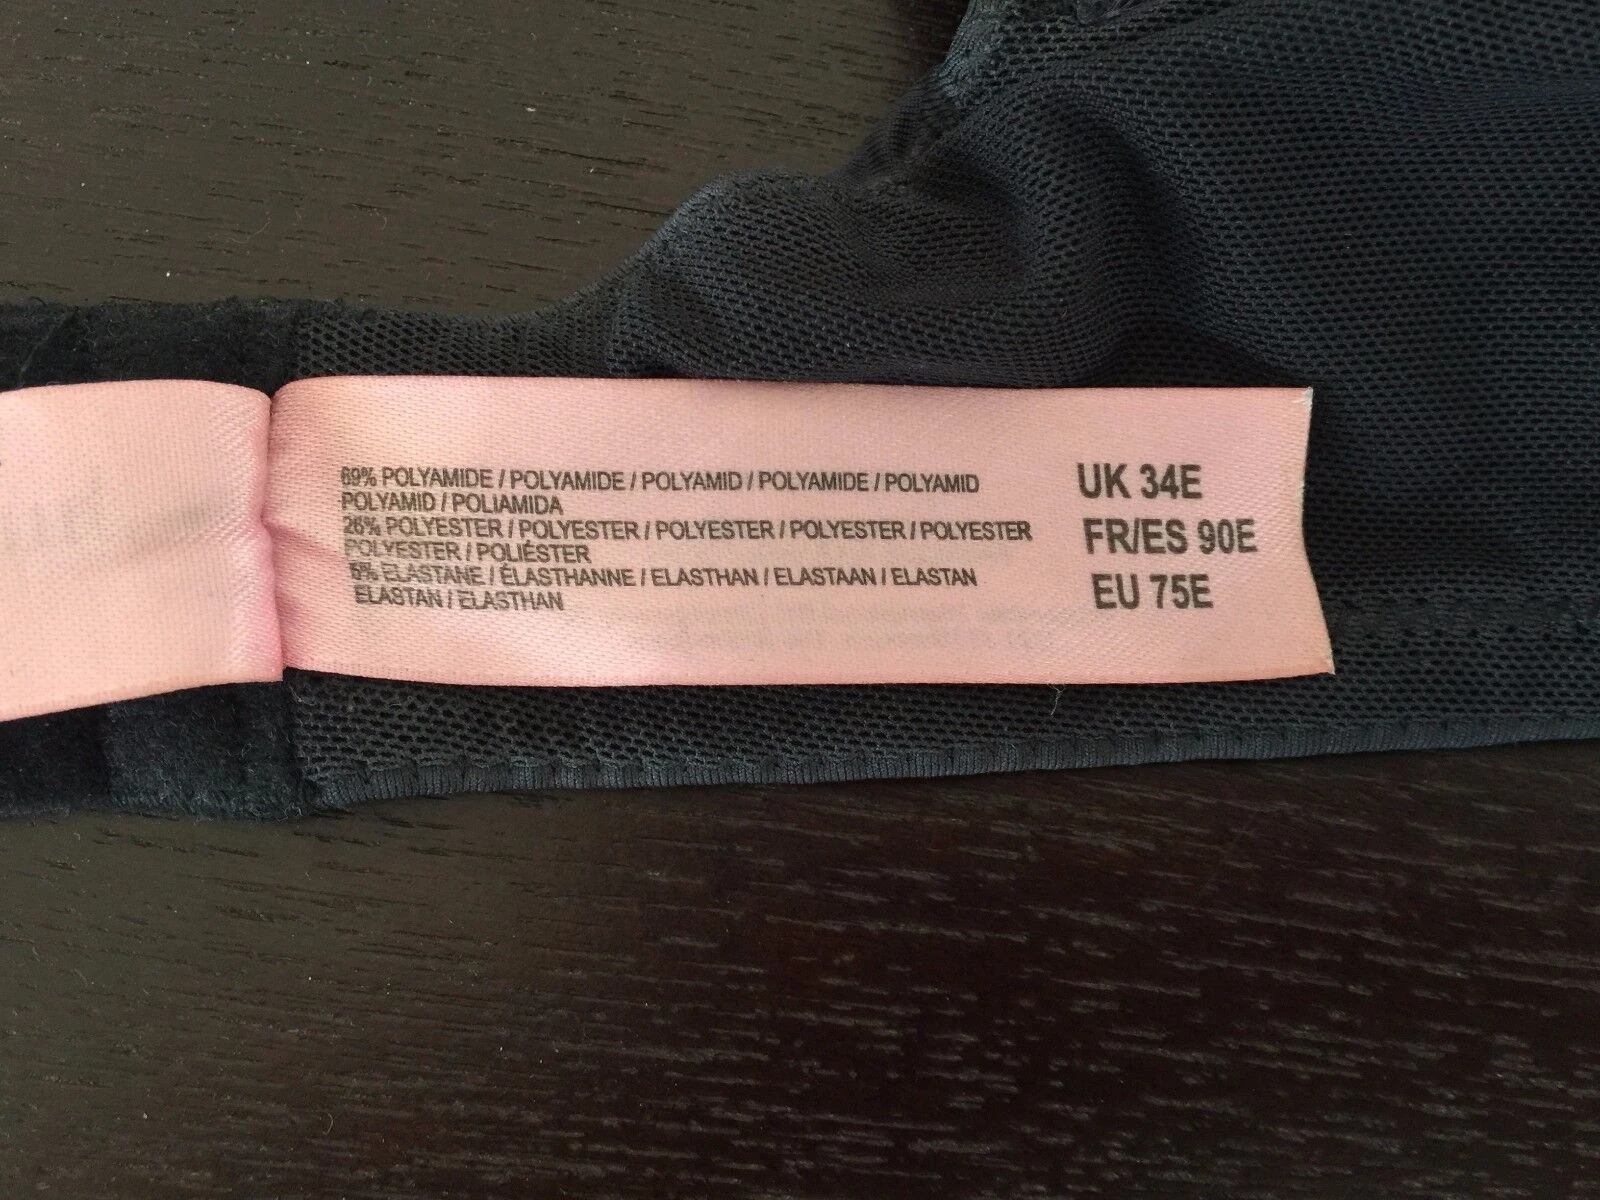 69% POLYAMIDE / POLYAMIDE / POLYAMID / POLYAMIDE / POLYAMID
POLYAMID / POLIAMIDA
26% POLYESTER / POLYESTER / POLYESTER / POLYESTER / POLYESTER
POLYESTER / POLIÉSTER
5% ELASTANE / ÉLASTHANNE / ELASTHAN / ELASTAAN / ELASTAN
ELASTAN / ELASTHAN
UK 34E
FR/ES 90E
EU 75E